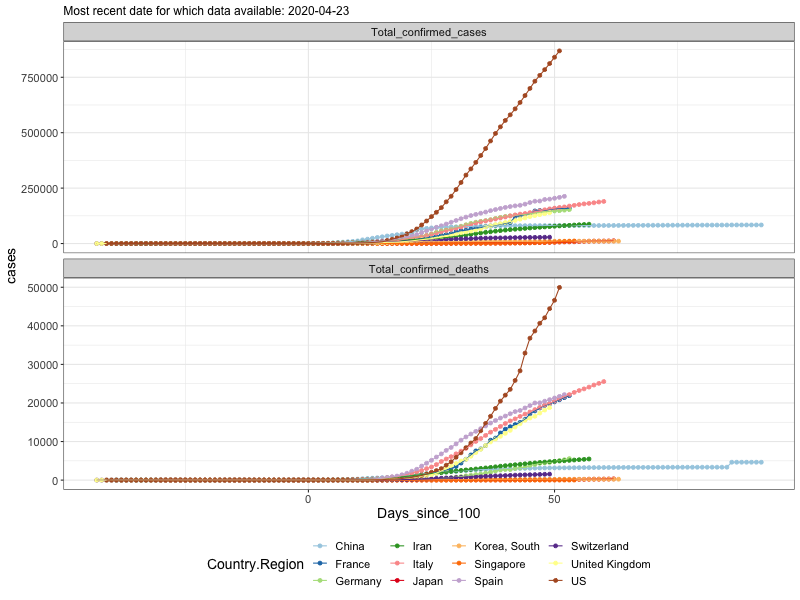 Most recent date for which data available: 2020-04-23
Total_confirmed_cases
750000
500000
250000
0
Total_confirmed_deaths
50000
40000
30000
20000
10000
0
cases
0 50
Days_since_100
Country.Region
China Iran Korea, South Switzerland
France Italy Singapore United Kingdom
Germany Japan Spain US